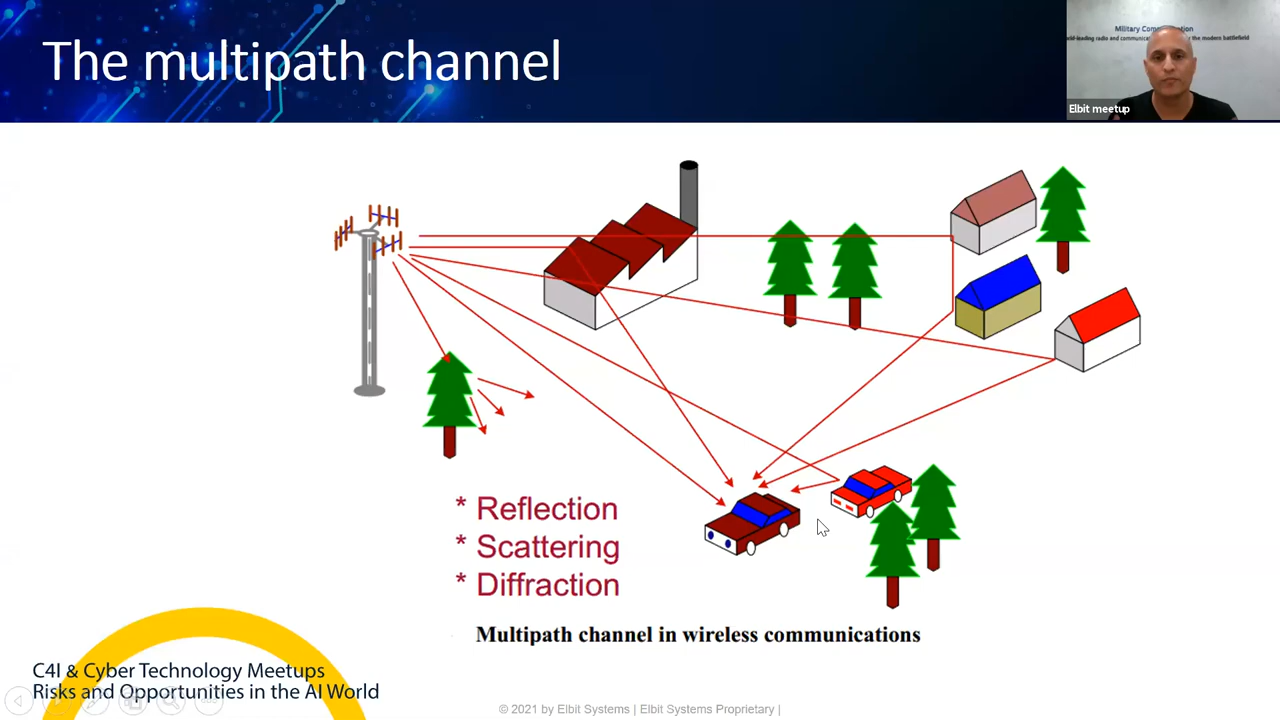 The multipath channel
Military Communication
Elbit meetup
* Reflection
* Scattering
* Diffraction
Multipath channel in wireless communications
C4I & Cyber Technology Meetups
Risks and Opportunities in the AI World
© 2021 by Elbit Systems | Elbit Systems Proprietary |